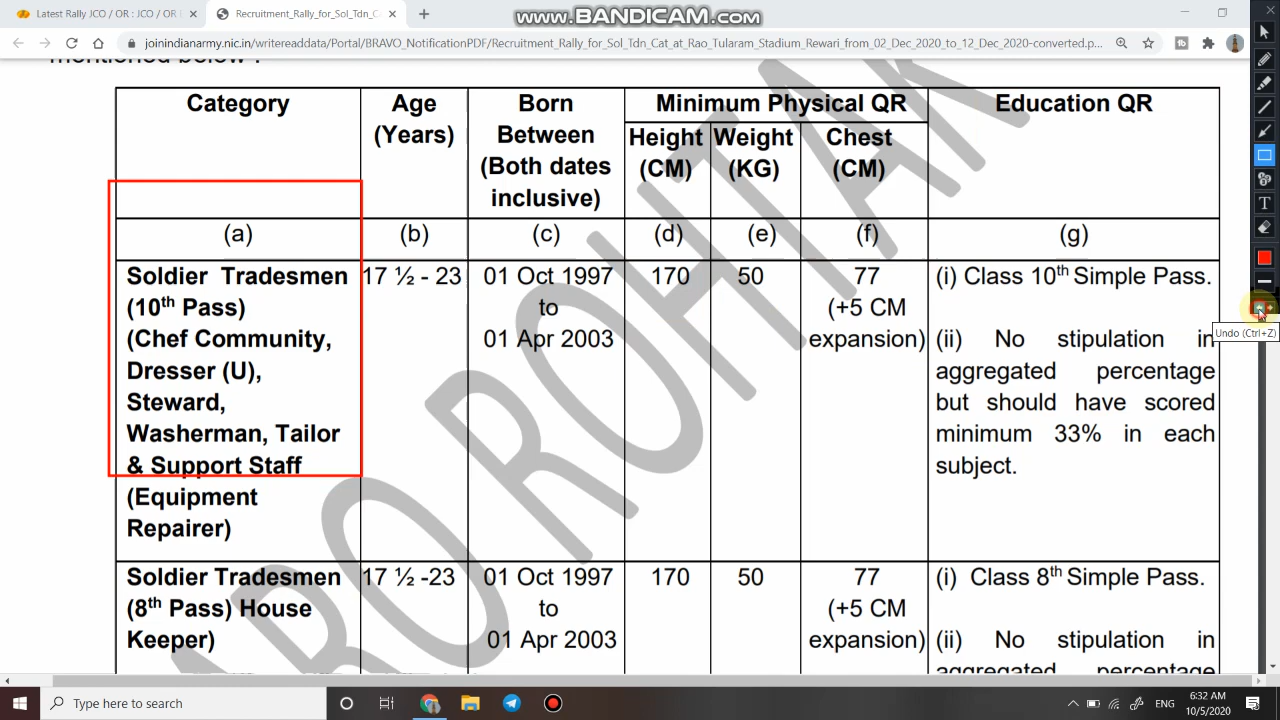 www.BANDICAM.com
Latest Rally JCO / OR : JCO / OR
Recruitment_Rally_for_Sol_Tdn_C
joinindianarmy.nic.in/writereaddata/Portal/BRAVO_NotificationPDF/Recruitment_Rally_for_Sol_Tdn_Cat_at_Rao_Tularam_Stadium_Rewari_from_02_Dec_2020_to_12_Dec_2020-converted.p...
mentioned below :
Category Age (Years) Born Between (Both dates inclusive) Minimum Physical QR Education QR
Height (CM) Weight (KG) Chest (CM)
(a) (b) (c) (d) (e) (f) (g)
Soldier Tradesmen 17 ½ - 23 01 Oct 1997 170 50 77 (i) Class 10th Simple Pass.
(10th Pass) to (+5 CM
(Chef Community, 01 Apr 2003 expansion) (ii) No stipulation in
Dresser (U), aggregated percentage
Steward, but should have scored
Washerman, Tailor minimum 33% in each
& Support Staff subject.
(Equipment
Repairer)
Soldier Tradesmen 17 ½ -23 01 Oct 1997 170 50 77 (i) Class 8th Simple Pass.
(8th Pass) House to (+5 CM
Keeper) 01 Apr 2003 expansion) (ii) No stipulation in
aggregated percentage
ARO ROHTAK
Undo (Ctrl+Z)
Type here to search
ENG
6:32 AM
10/5/2020